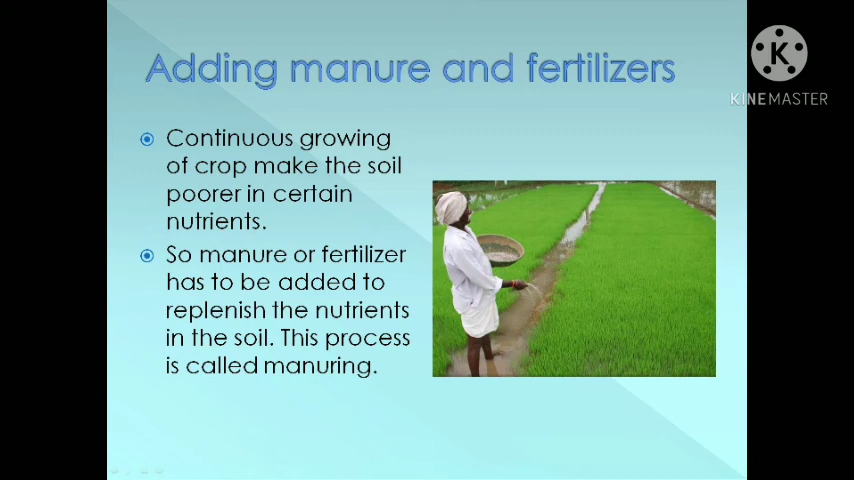 Adding manure and fertilizers
Continuous growing
of crop make the soil
poorer in certain
nutrients.
So manure or fertilizer
has to be added to
replenish the nutrients
in the soil. This process
is called manuring.
K
KINEMASTER